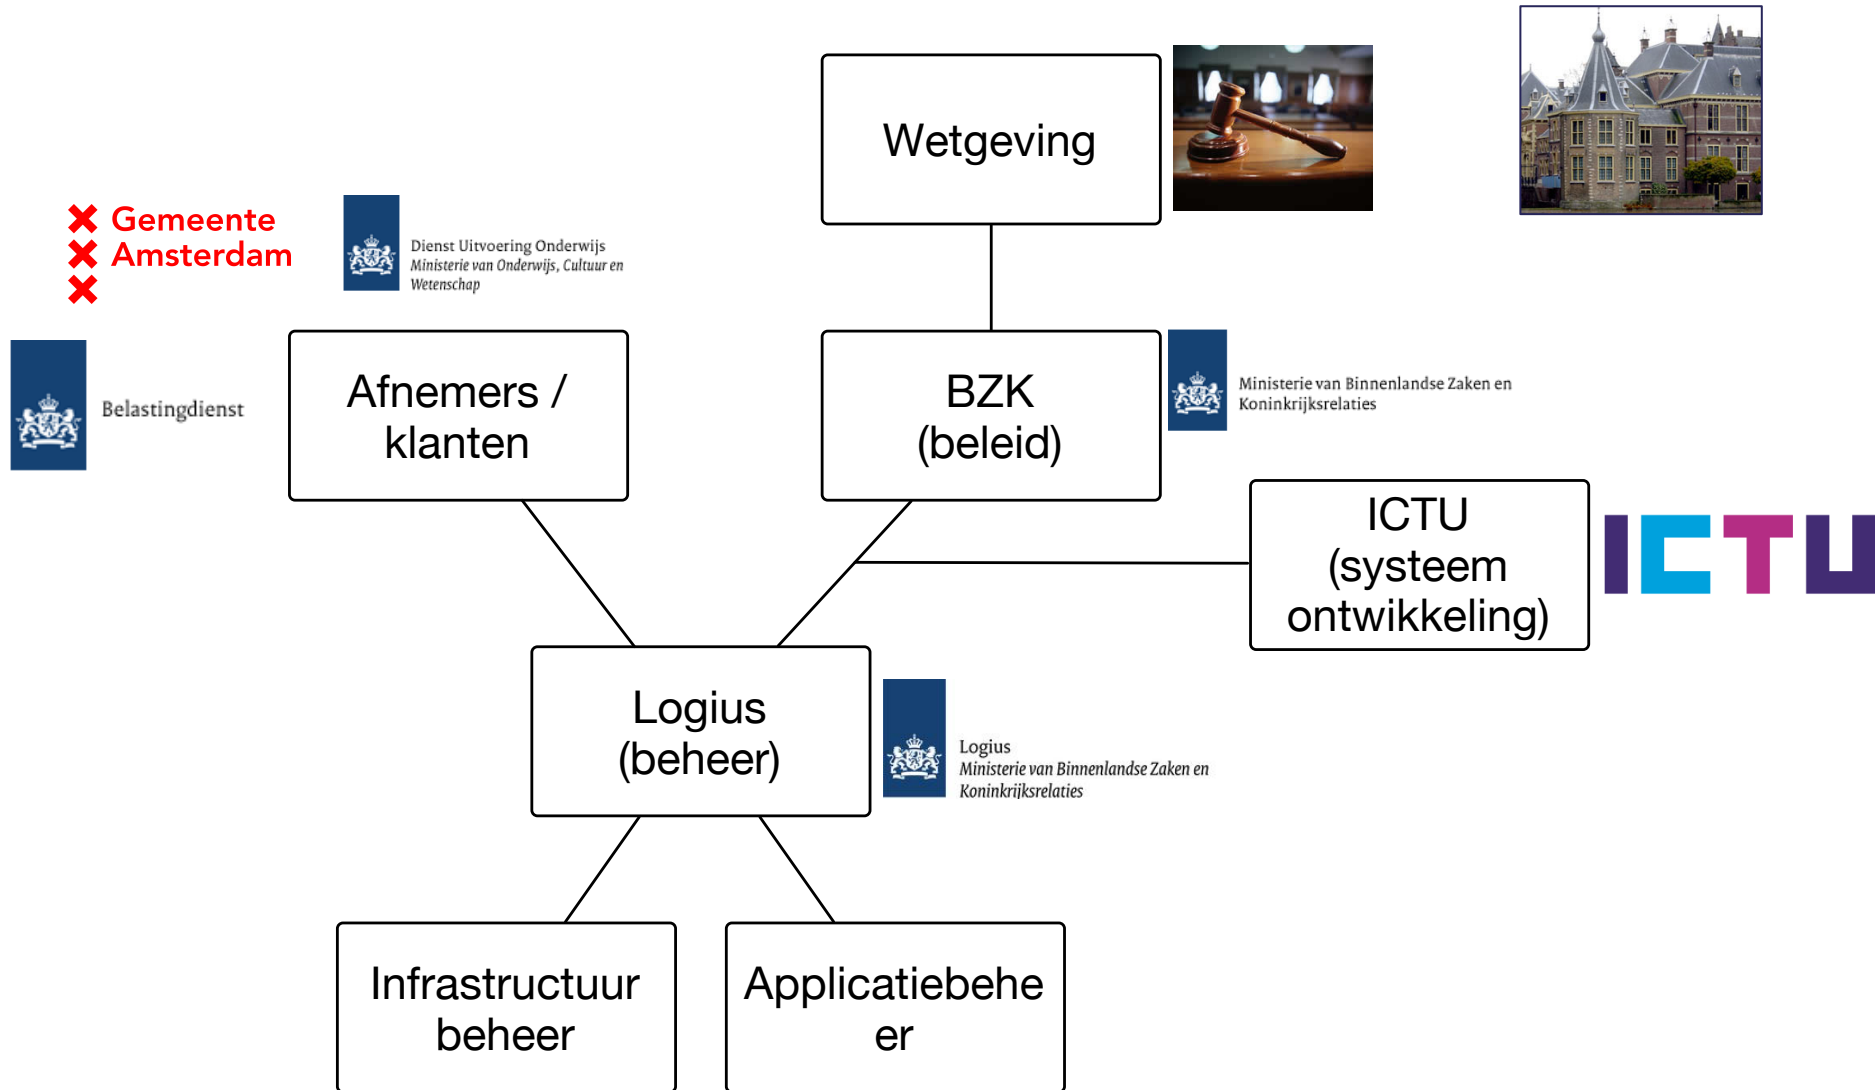 Wetgeving
Gemeente
Amsterdam
Dienst Uitvoering Onderwijs
Ministerie van Onderwijs, Cultuur en
Wetenschap
Belastingdienst
Afnemers /
klanten
BZK
(beleid)
Ministerie van Binnenlandse Zaken en
Koninkrijksrelaties
ICTU
(systeem
ontwikkeling)
ICTU
Logius
(beheer)
Logius
Ministerie van Binnenlandse Zaken en
Koninkrijksrelaties
Infrastructuur
beheer
Applicatiebehe
er